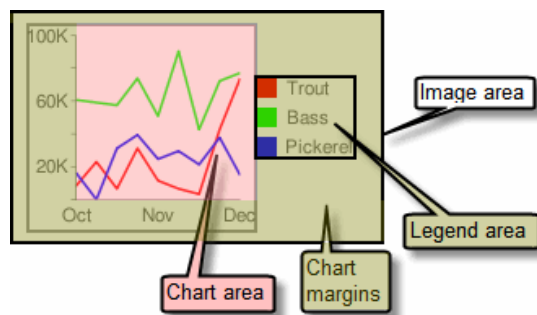 100K
60K
20K
Oct Nov Dec
Trout
Bass
Pickerel
Image area
Legend area
Chart area
Chart
margins